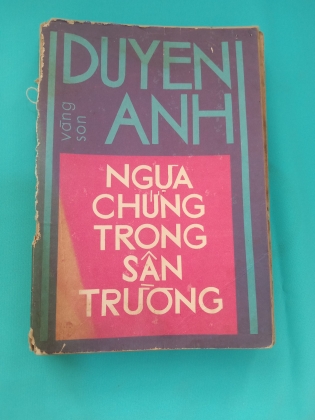 DUYEN
ANH
vàng
son
NGỰA
CHỨNG
TRONG
SÂN
TRƯỜNG